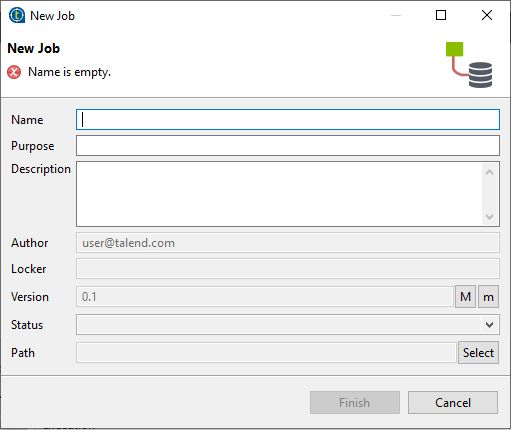 New Job
New Job
Name is empty.
Name
Purpose
Description
Author user@talend.com
Locker
Version 0.1 M m
Status
Path Select
Finish Cancel